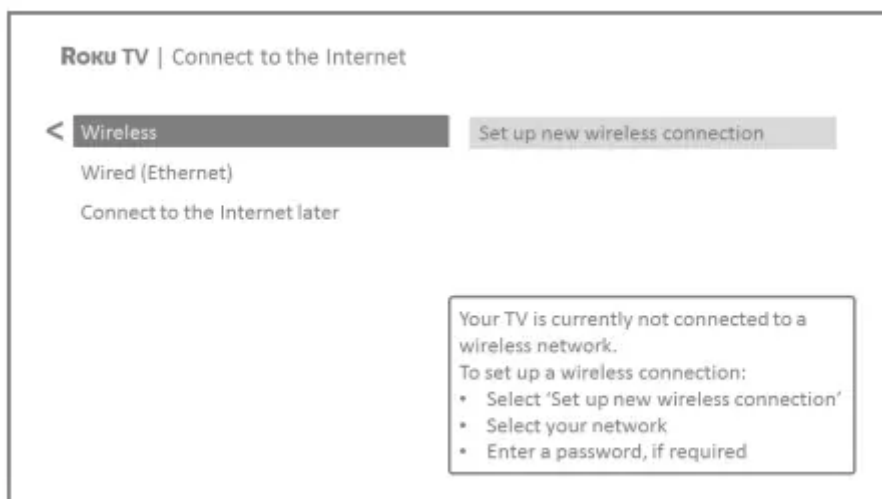 Roku TV | Connect to the Internet
< Wireless
Set up new wireless connection
Wired (Ethernet)
Connect to the Internet later
Your TV is currently not connected to a
wireless network.
To set up a wireless connection:
• Select ‘Set up new wireless connection’
• Select your network
• Enter a password, if required